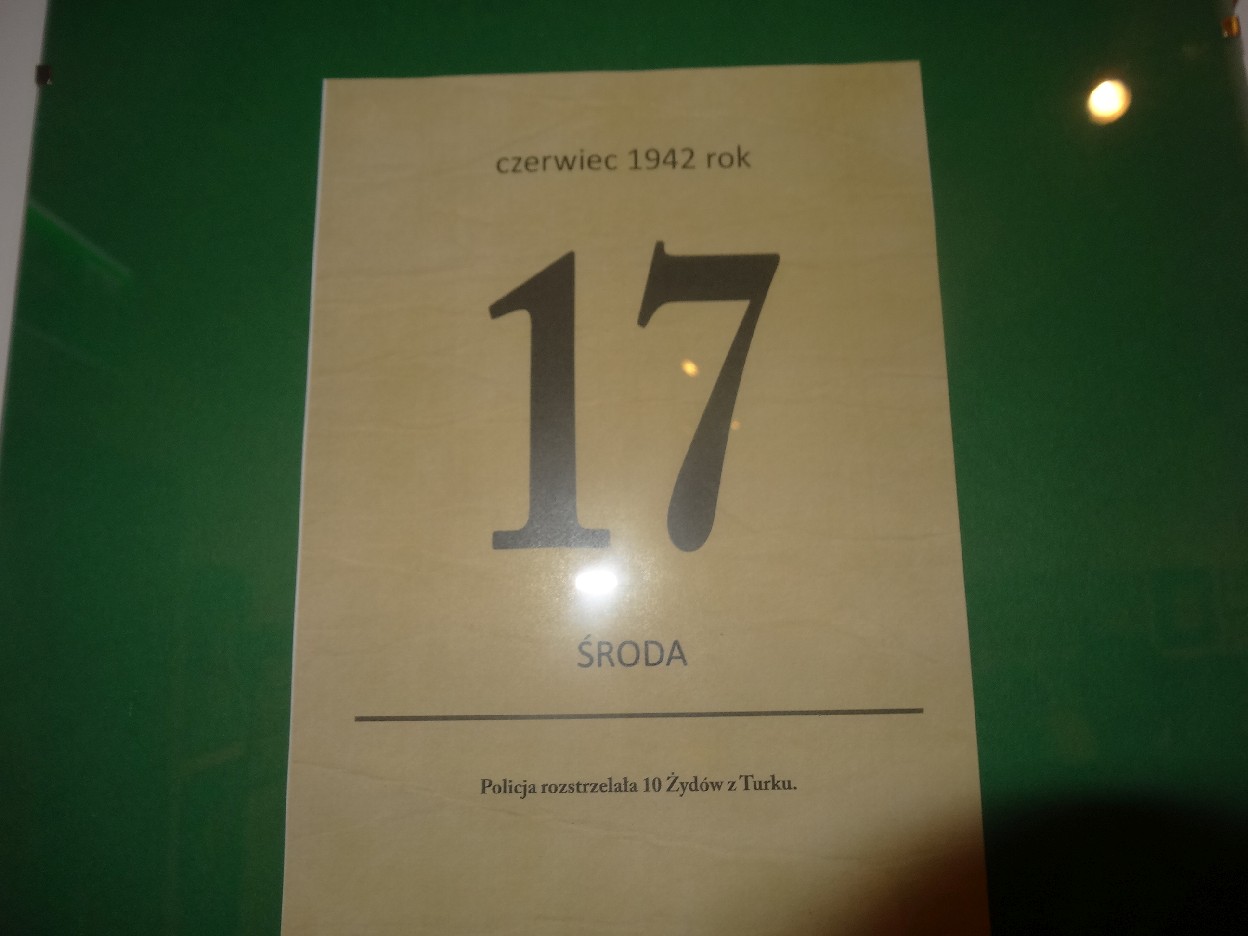 czerwiec 1942 rok
17
ŚRODA
Policja rozstrzelała 10 Żydów z Turku.